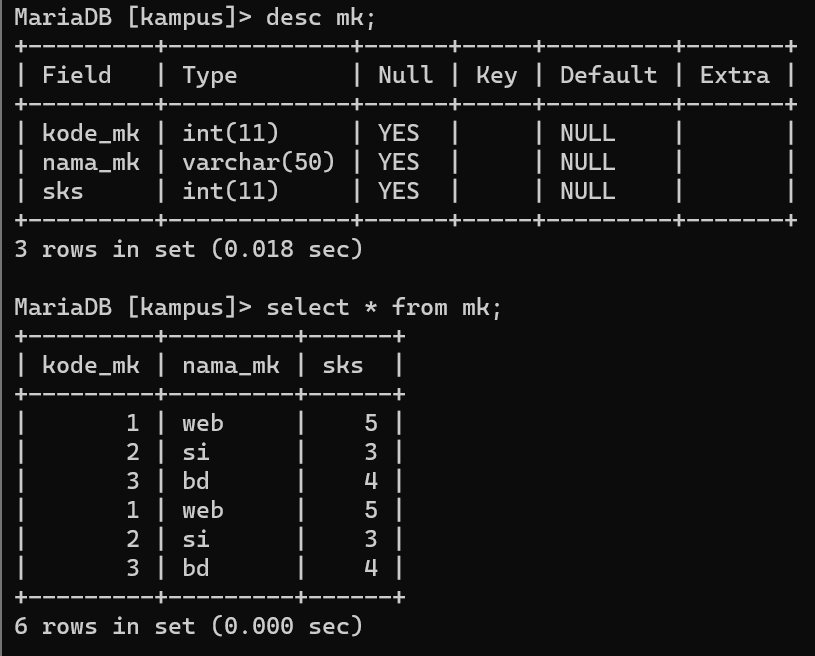 MariaDB [kampus]> desc mk;
+---------+-------------+------+-----+---------+-------+
| Field   | Type        | Null | Key | Default | Extra |
+---------+-------------+------+-----+---------+-------+
| kode_mk | int(11)     | YES  |     | NULL    |       |
| nama_mk | varchar(50) | YES  |     | NULL    |       |
| sks     | int(11)     | YES  |     | NULL    |       |
+---------+-------------+------+-----+---------+-------+
3 rows in set (0.018 sec)

MariaDB [kampus]> select * from mk;
+---------+---------+------+
| kode_mk | nama_mk | sks  |
+---------+---------+------+
|       1 | web     |    5 |
|       2 | si      |    3 |
|       3 | bd      |    4 |
|       1 | web     |    5 |
|       2 | si      |    3 |
|       3 | bd      |    4 |
+---------+---------+------+
6 rows in set (0.000 sec)